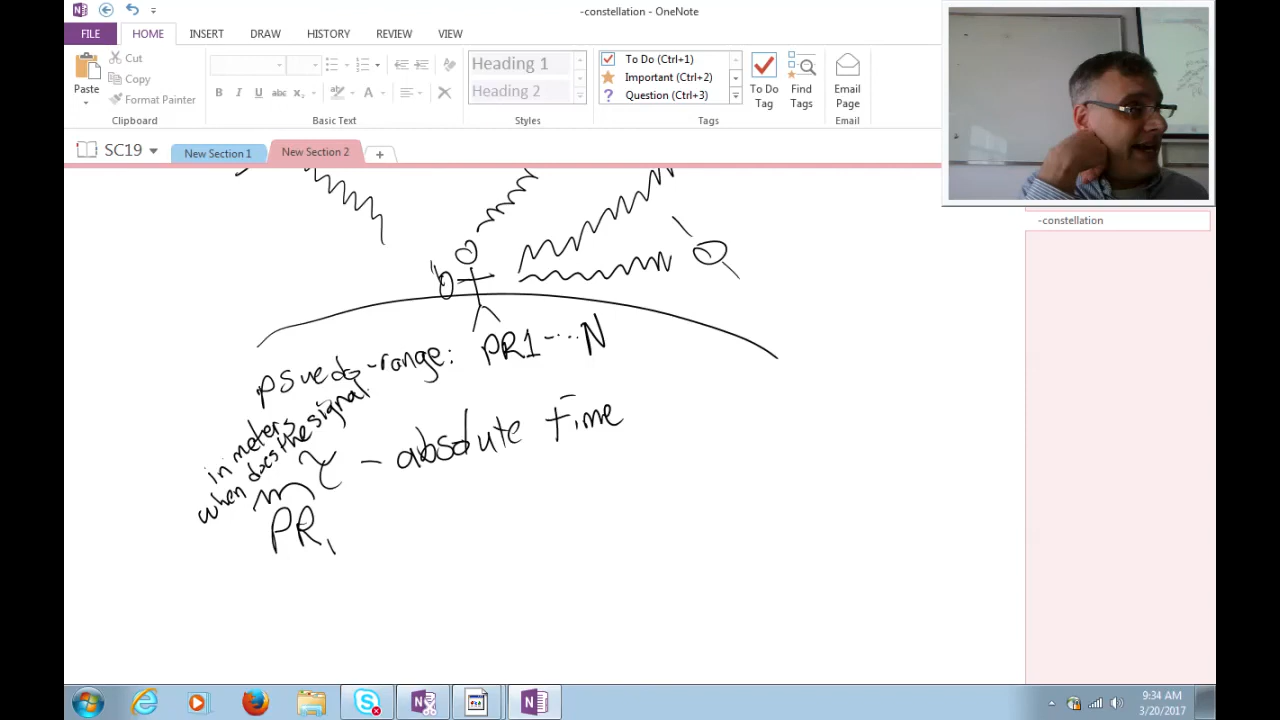 -constellation - OneNote
FILE HOME INSERT DRAW HISTORY REVIEW VIEW
Paste
Cut
Copy
Format Painter
Clipboard
B I U abc
A
Basic Text
Heading 1
Heading 2
Styles
To Do (Ctrl+1)
Important (Ctrl+2)
Question (Ctrl+3)
Tags
To Do Tag
Find Tags
Email Page
Email
SC19
New Section 1
New Section 2
-constellation
psuedo-range: PR1---...N
in meters
when does the signal
τ - absolute time
PR1
9:34 AM
3/20/2017